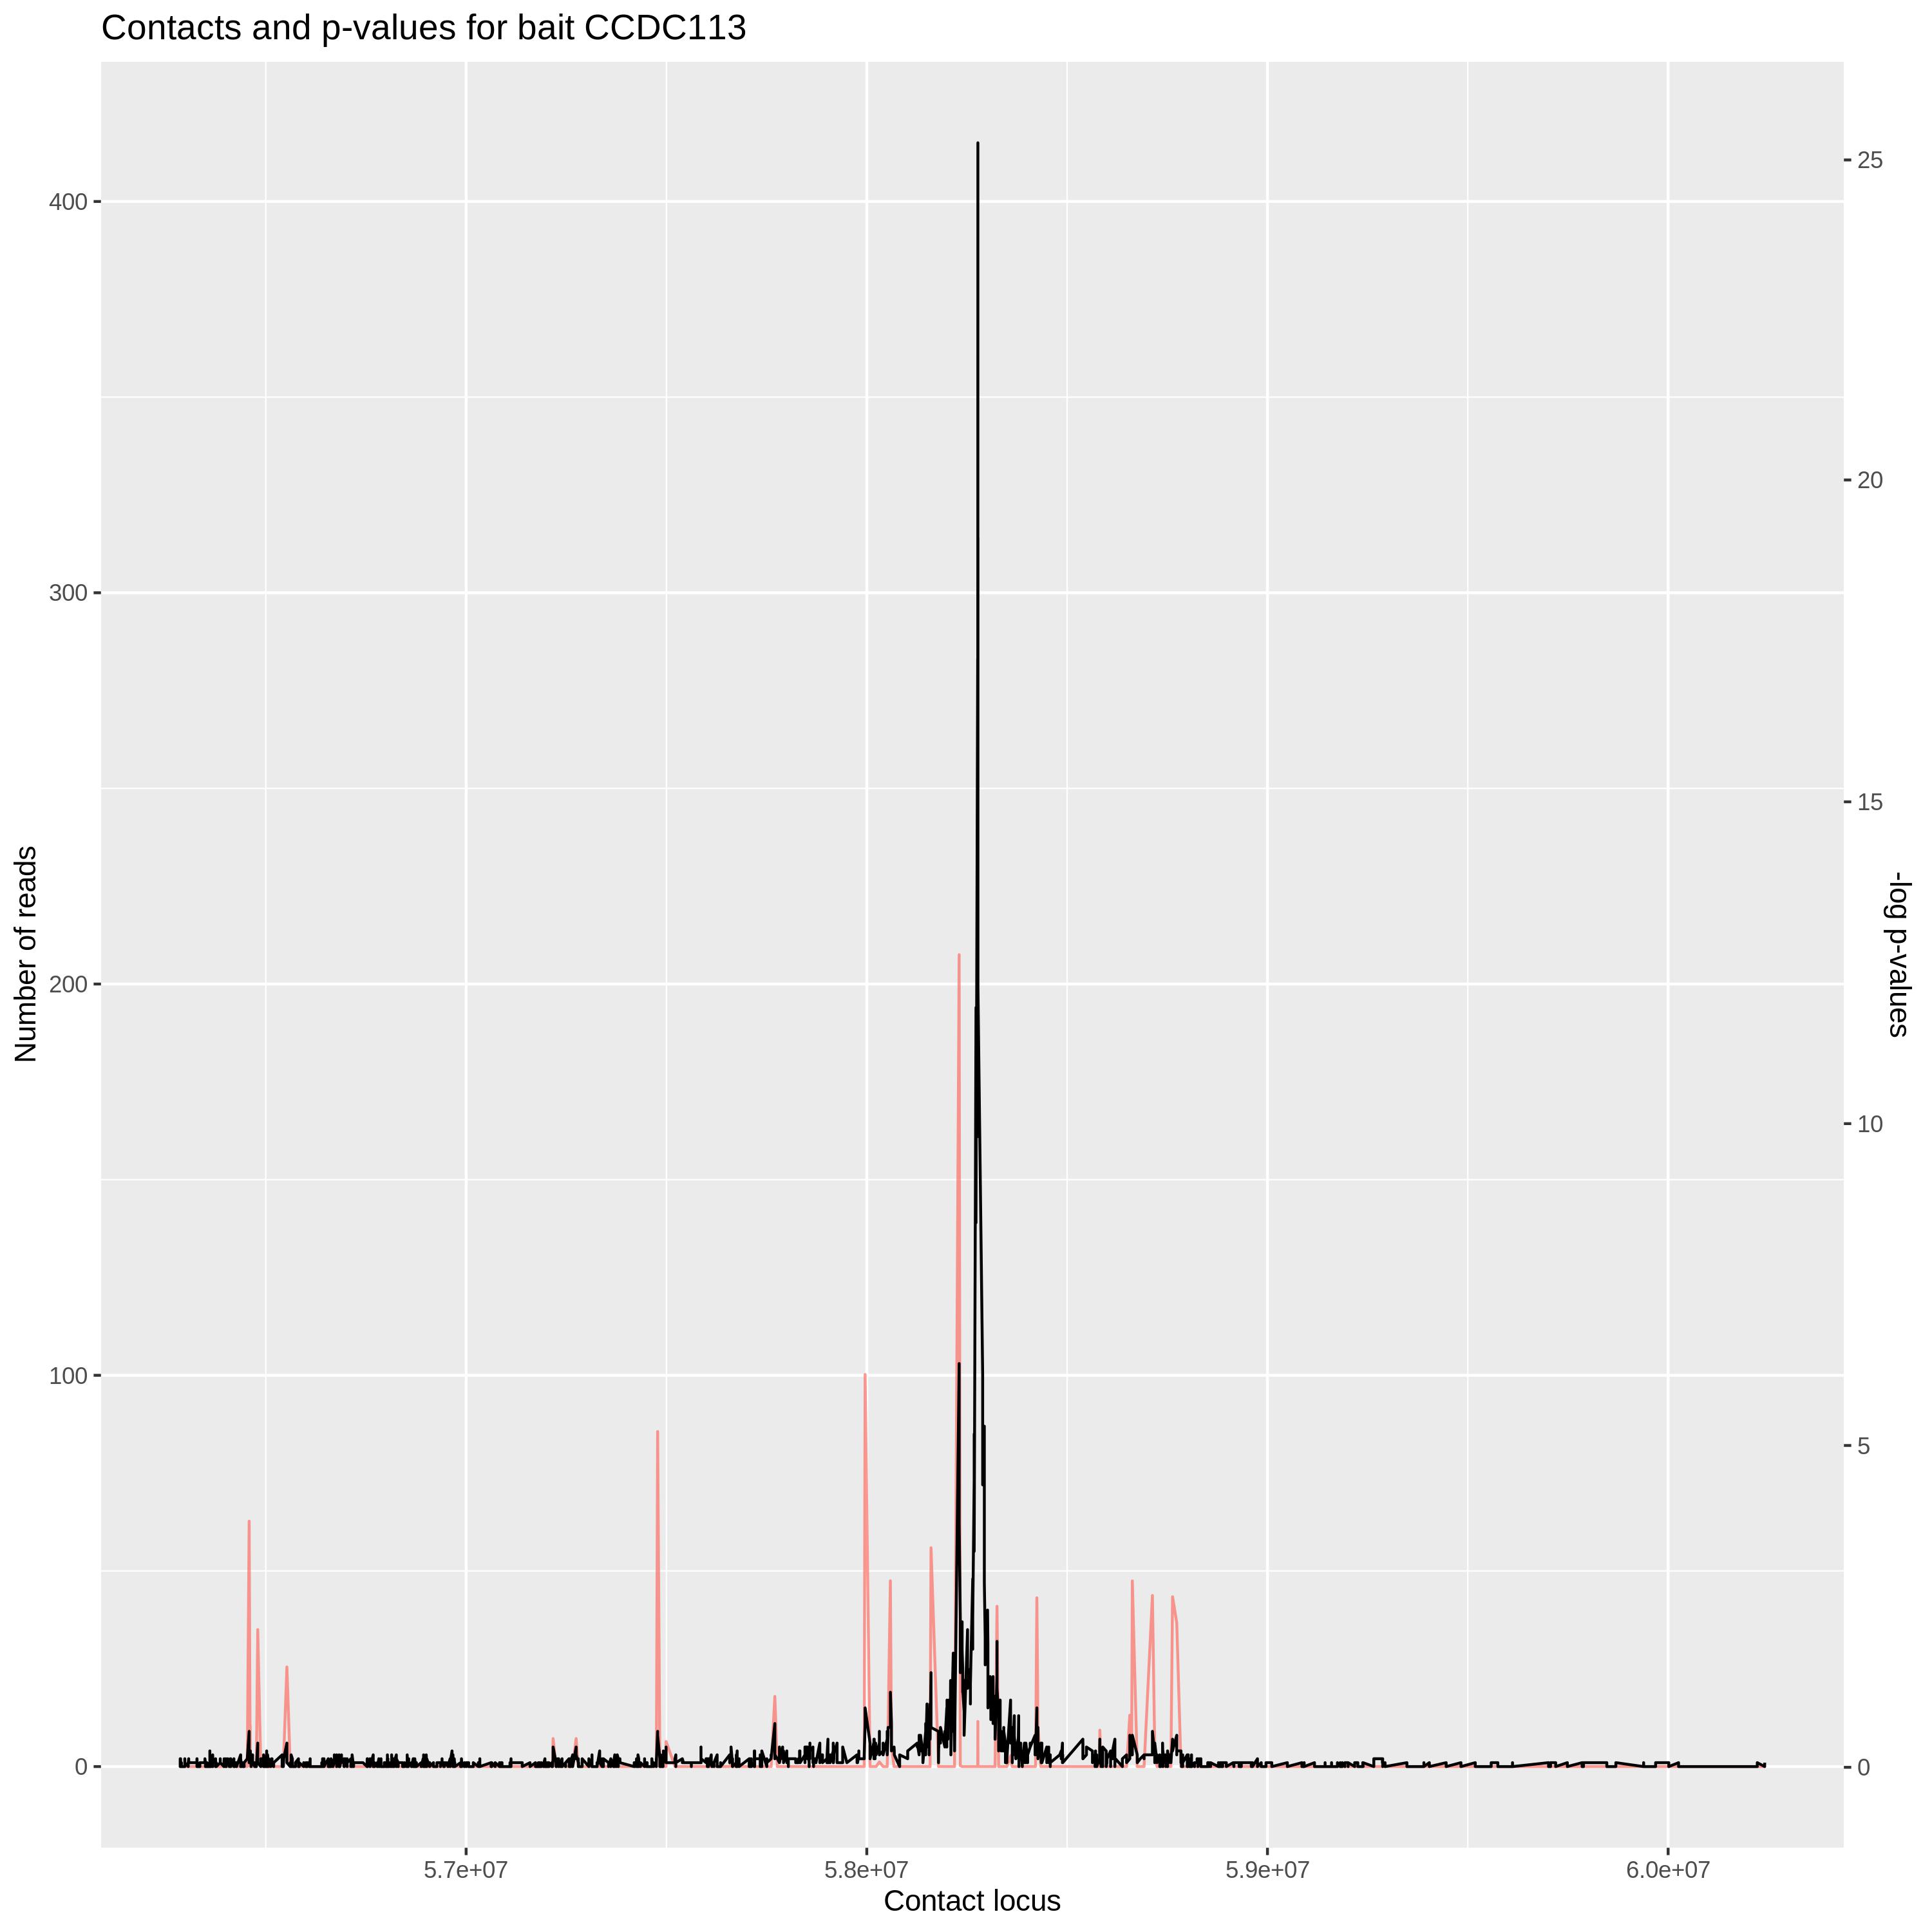 Contacts and p-values for bait CCDC113
400
300
200
100
0
Number of reads
25
20
15
10
5
0
-log p-values
5.7e+07
5.8e+07
5.9e+07
6.0e+07
Contact locus